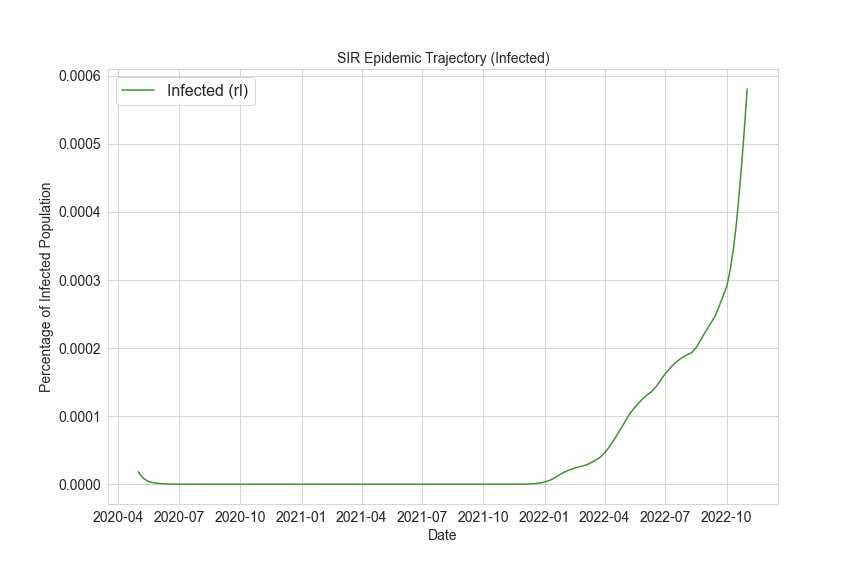 SIR Epidemic Trajectory (Infected)
Infected (rI)
Percentage of Infected Population
0.0006
0.0005
0.0004
0.0003
0.0002
0.0001
0.0000
2020-04 2020-07 2020-10 2021-01 2021-04 2021-07 2021-10 2022-01 2022-04 2022-07 2022-10
Date